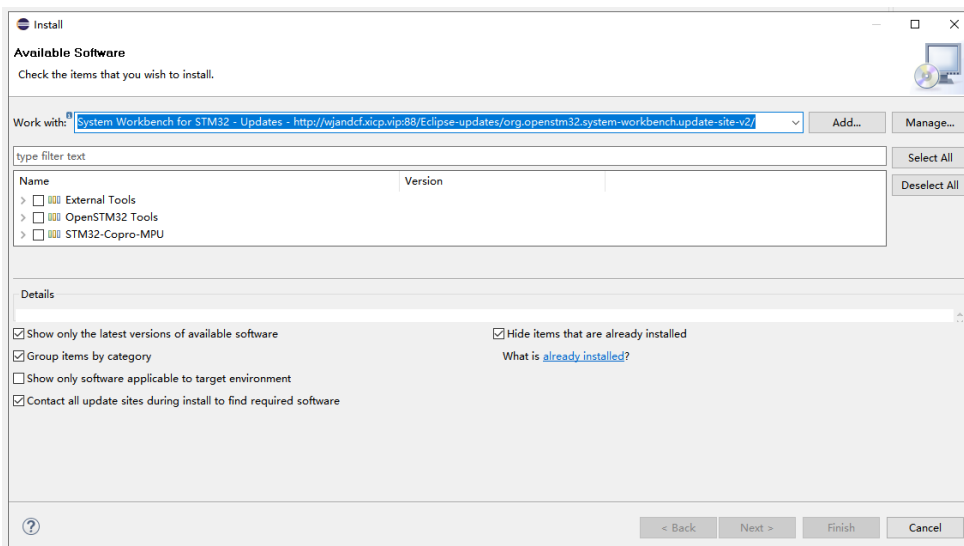 Install
Available Software
Check the items that you wish to install.
Work with: System Workbench for STM32 - Updates - http://wjandcf.xicp.vip:88/Eclipse-updates/org.openstm32.system-workbench.update-site-v2/ Add... Manage...
type filter text Select All
Name Version Deselect All
External Tools
OpenSTM32 Tools
STM32-Copro-MPU
Details
Show only the latest versions of available software Hide items that are already installed
Group items by category What is already installed?
Show only software applicable to target environment
Contact all update sites during install to find required software
? < Back Next > Finish Cancel